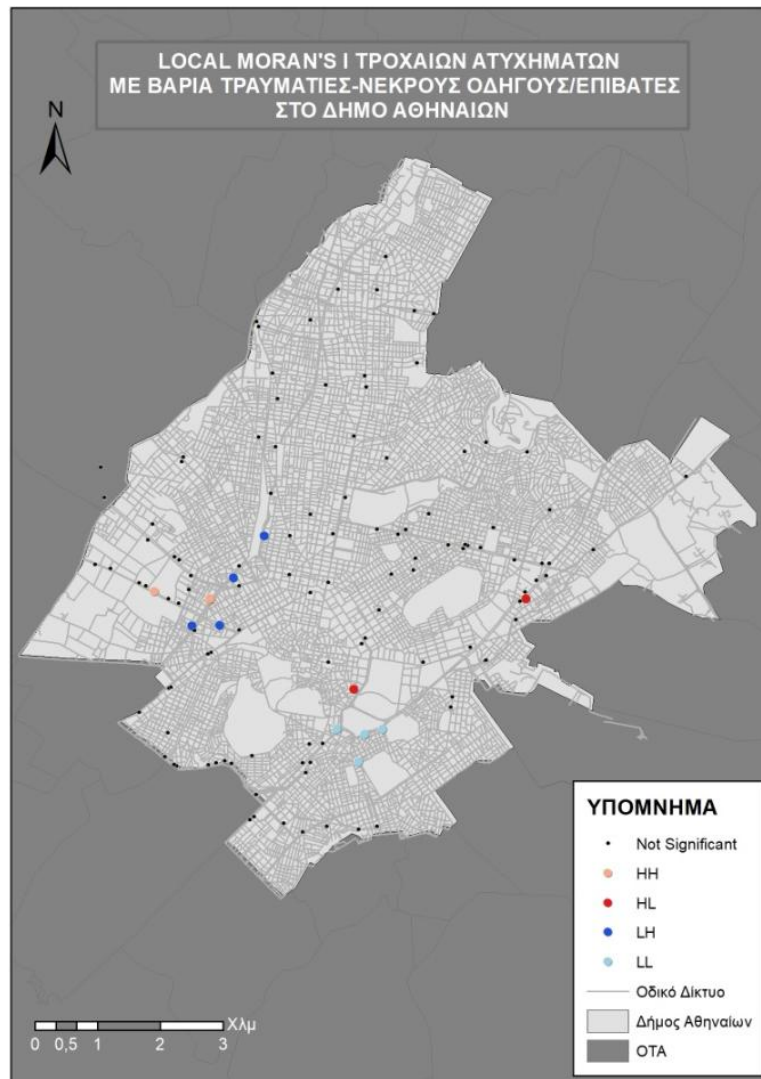 LOCAL MORAN'S I ΤΡΟΧΑΙΩΝ ΑΤΥΧΗΜΑΤΩΝ
ΜΕ ΒΑΡΙΑ ΤΡΑΥΜΑΤΙΕΣ-ΝΕΚΡΟΥΣ ΟΔΗΓΟΥΣ/ΕΠΙΒΑΤΕΣ
ΣΤΟ ΔΗΜΟ ΑΘΗΝΑΙΩΝ
N
ΥΠΟΜΝΗΜΑ
Not Significant
HH
HL
LH
LL
Οδικό Δίκτυο
Δήμος Αθηναίων
ΟΤΑ
Χλμ
0 0,5 1 2 3